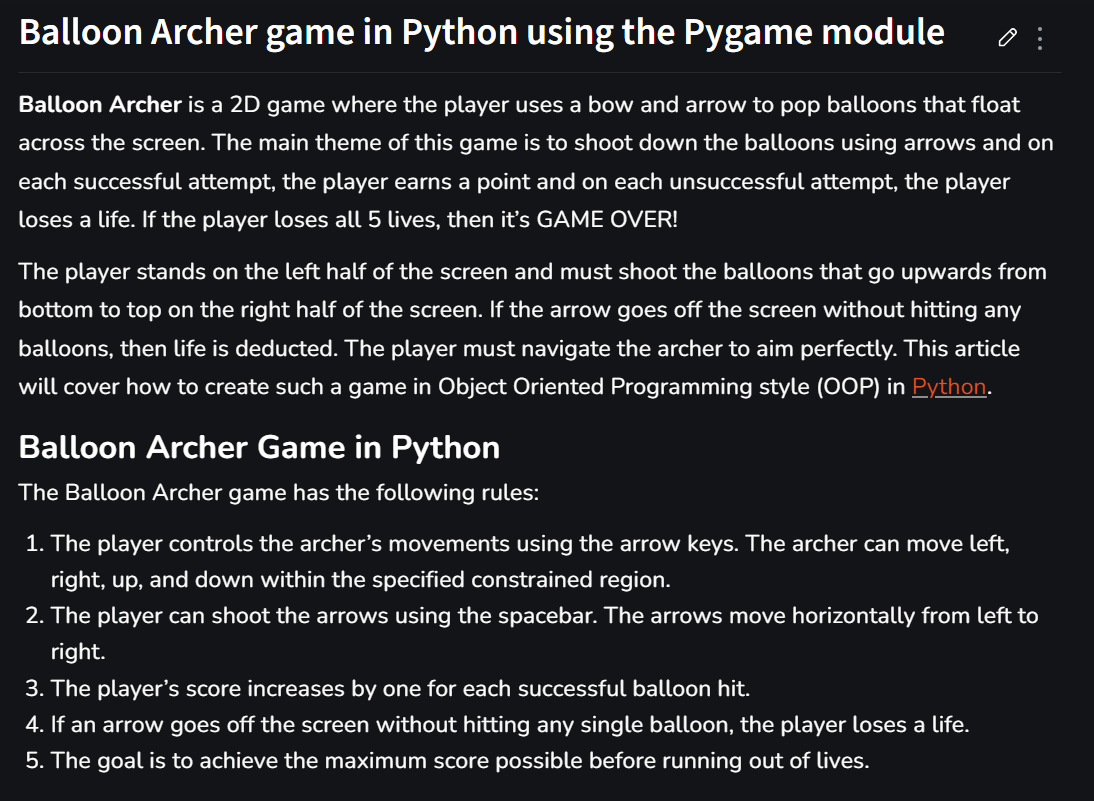 Balloon Archer game in Python using the Pygame module
Balloon Archer is a 2D game where the player uses a bow and arrow to pop balloons that float
across the screen. The main theme of this game is to shoot down the balloons using arrows and on
each successful attempt, the player earns a point and on each unsuccessful attempt, the player
loses a life. If the player loses all 5 lives, then it’s GAME OVER!
The player stands on the left half of the screen and must shoot the balloons that go upwards from
bottom to top on the right half of the screen. If the arrow goes off the screen without hitting any
balloons, then life is deducted. The player must navigate the archer to aim perfectly. This article
will cover how to create such a game in Object Oriented Programming style (OOP) in Python.
Balloon Archer Game in Python
The Balloon Archer game has the following rules:
1. The player controls the archer’s movements using the arrow keys. The archer can move left,
right, up, and down within the specified constrained region.
2. The player can shoot the arrows using the spacebar. The arrows move horizontally from left to
right.
3. The player’s score increases by one for each successful balloon hit.
4. If an arrow goes off the screen without hitting any single balloon, the player loses a life.
5. The goal is to achieve the maximum score possible before running out of lives.